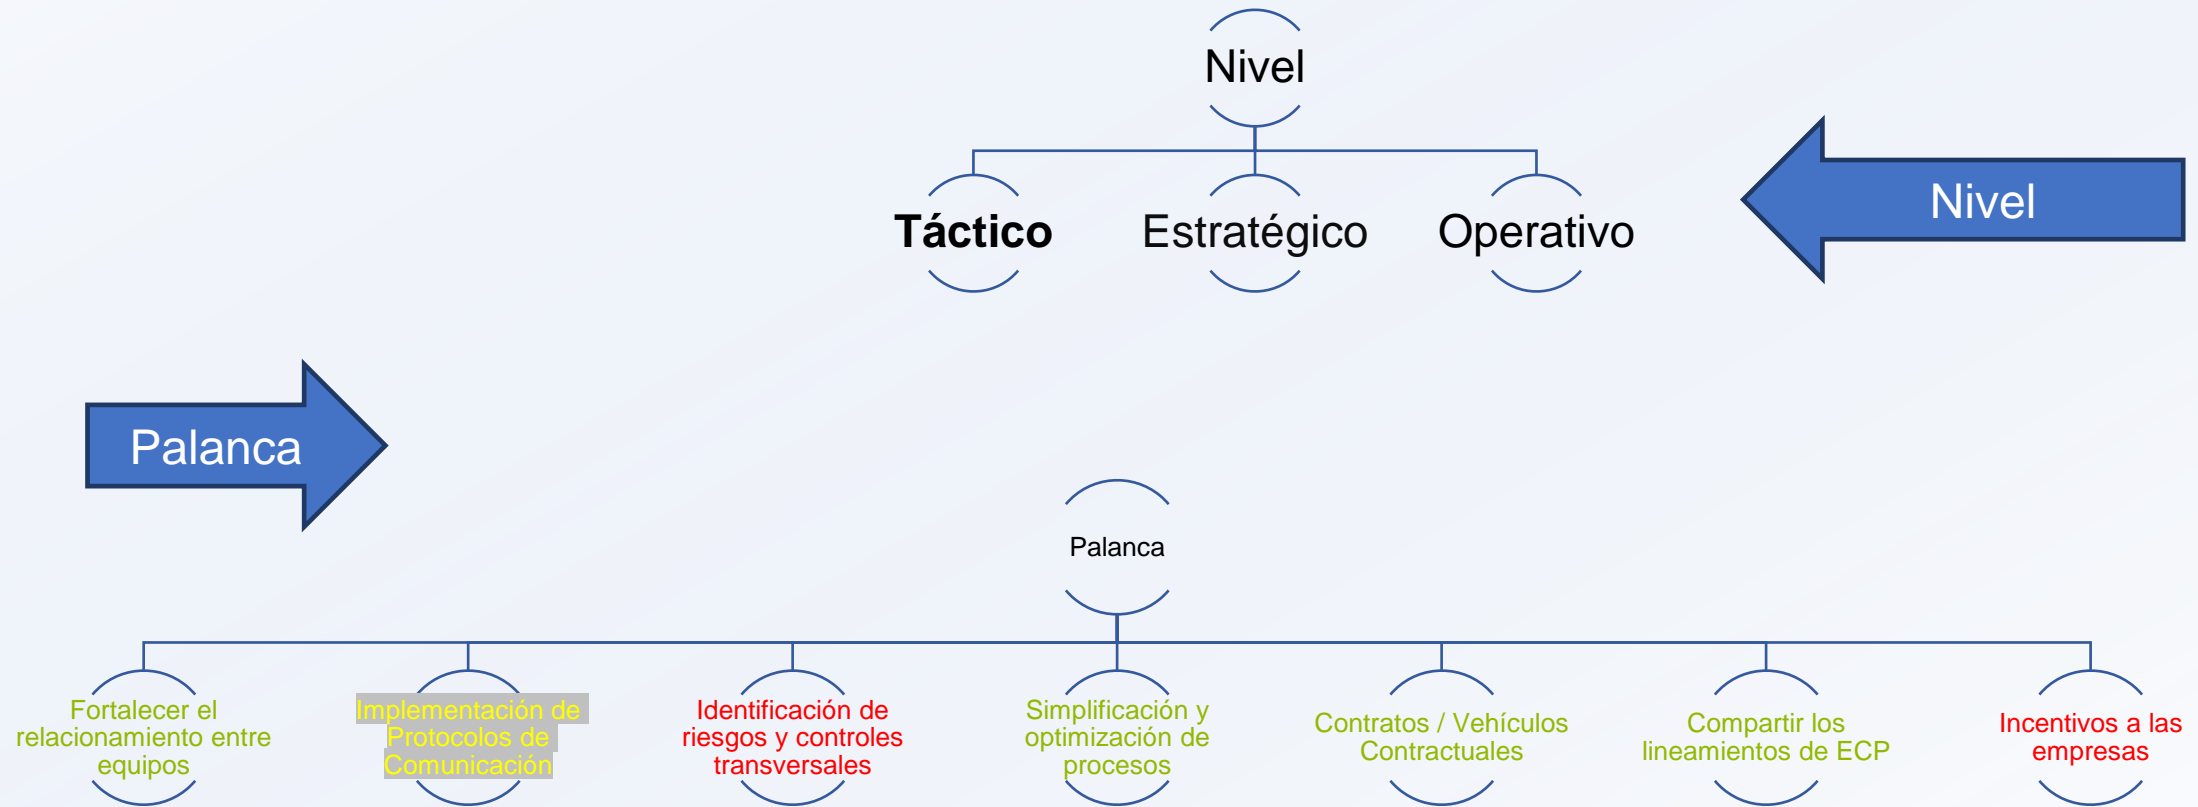 Nivel
Táctico
Estratégico
Operativo
Nivel
Palanca
Palanca
Fortalecer el
relacionamiento entre
equipos
Implementación de
Protocolos de
Comunicación
Identificación de
riesgos y controles
transversales
Simplificación y
optimización de
procesos
Contratos / Vehículos
Contractuales
Compartir los
lineamientos de ECP
Incentivos a las
empresas